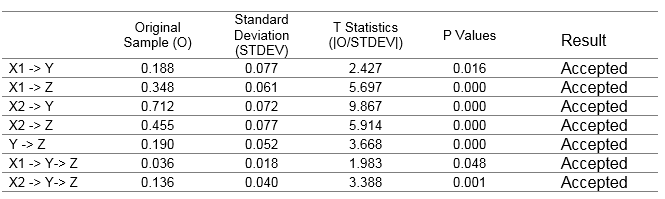 Original Sample (O) Standard Deviation (STDEV) T Statistics (|O/STDEV|) P Values Result
X1 -> Y 0.188 0.077 2.427 0.016 Accepted
X1 -> Z 0.348 0.061 5.697 0.000 Accepted
X2 -> Y 0.712 0.072 9.867 0.000 Accepted
X2 -> Z 0.455 0.077 5.914 0.000 Accepted
Y -> Z 0.190 0.052 3.668 0.000 Accepted
X1 -> Y-> Z 0.036 0.018 1.983 0.048 Accepted
X2 -> Y-> Z 0.136 0.040 3.388 0.001 Accepted